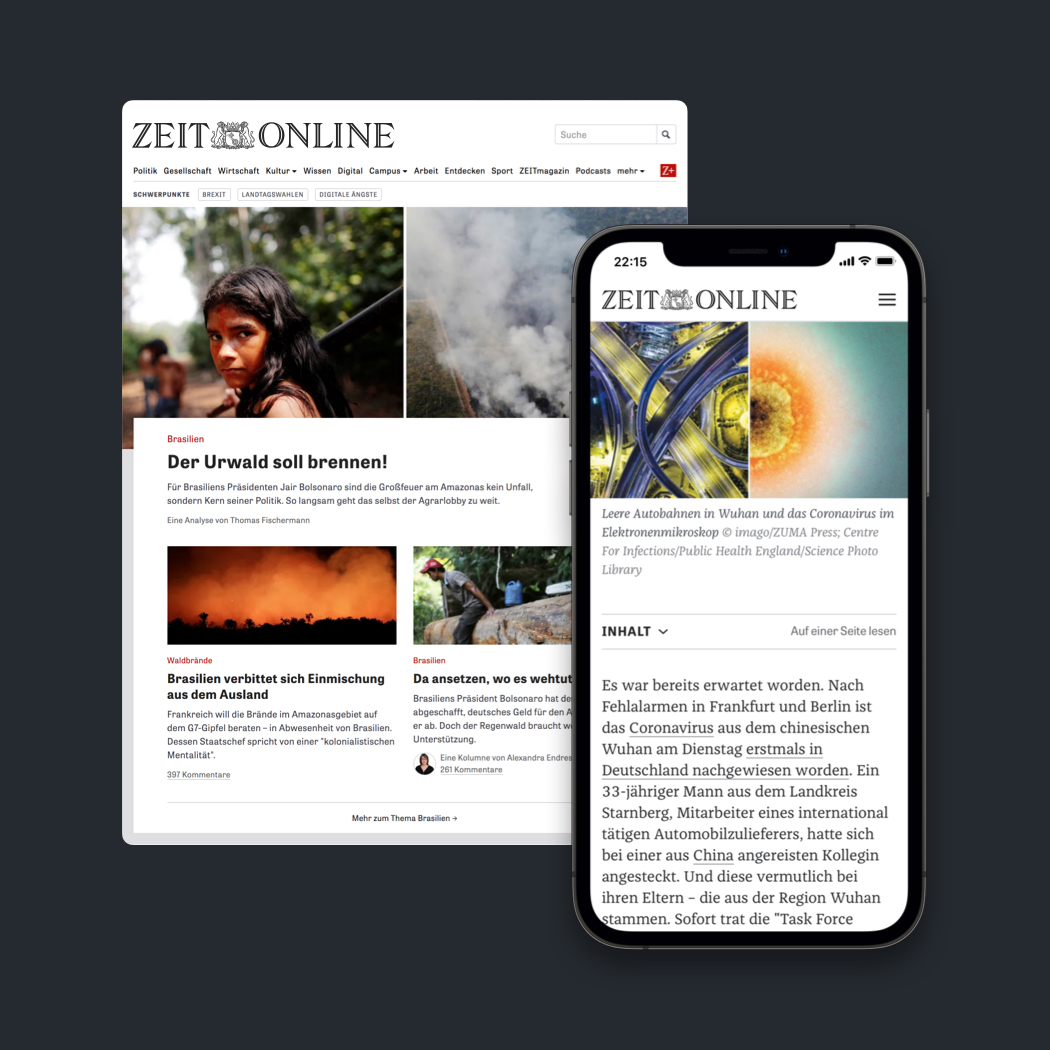 ZEIT ONLINE
Suche
Politik Gesellschaft Wirtschaft Kultur Wissen Digital Campus Arbeit Entdecken Sport ZEITmagazin Podcasts mehr Z+
SCHWERPUNKTE BREXIT LANDTAGSWAHLEN DIGITALE ÄNGSTE
Brasilien
Der Urwald soll brennen!
Für Brasiliens Präsidenten Jair Bolsonaro sind die Großfeuer am Amazonas kein Unfall,
sondern Kern seiner Politik. So langsam geht das selbst der Agrarlobby zu weit.
Eine Analyse von Thomas Fischermann
Waldbrände
Brasilien verbittet sich Einmischung
aus dem Ausland
Frankreich will die Brände im Amazonasgebiet auf
dem G7-Gipfel beraten – in Abwesenheit von Brasilien.
Dessen Staatschef spricht von einer "kolonialistischen
Mentalität".
397 Kommentare
Brasilien
Da ansetzen, wo es wehtut
Brasiliens Präsident Bolsonaro hat de
abgeschafft, deutsches Geld für den A
er ab. Doch der Regenwald braucht w
Unterstützung.
Eine Kolumne von Alexandra Endres
261 Kommentare
Mehr zum Thema Brasilien →
22:15
ZEIT ONLINE
Leere Autobahnen in Wuhan und das Coronavirus im
Elektronenmikroskop © imago/ZUMA Press; Centre
For Infections/Public Health England/Science Photo
Library
INHALT Auf einer Seite lesen
Es war bereits erwartet worden. Nach
Fehlalarmen in Frankfurt und Berlin ist
das Coronavirus aus dem chinesischen
Wuhan am Dienstag erstmals in
Deutschland nachgewiesen worden. Ein
33-jähriger Mann aus dem Landkreis
Starnberg, Mitarbeiter eines international
tätigen Automobilzulieferers, hatte sich
bei einer aus China angereisten Kollegin
angesteckt. Und diese vermutlich bei
ihren Eltern – die aus der Region Wuhan
stammen. Sofort trat die "Task Force